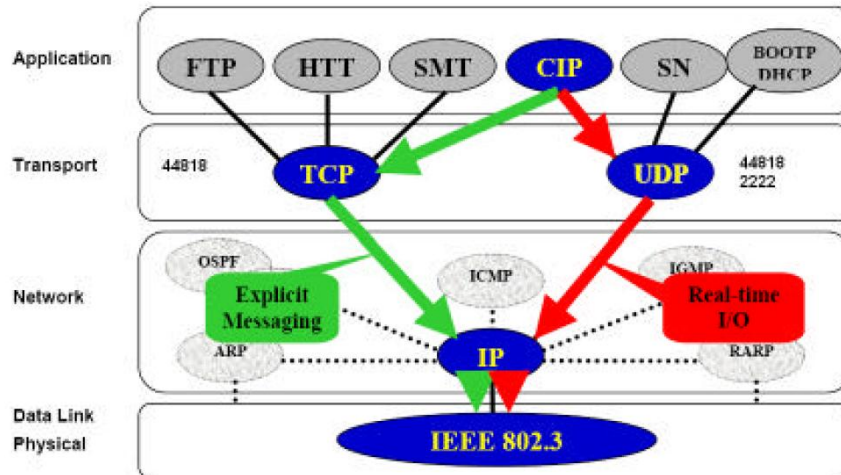 Application
FTP
HTT
SMT
CIP
SN
BOOTP
DHCP
Transport
44818
TCP
UDP
44818
2222
Network
OSPF
ICMP
IGMP
Explicit
Messaging
Real-time
I/O
ARP
IP
RARP
Data Link
Physical
IEEE 802.3